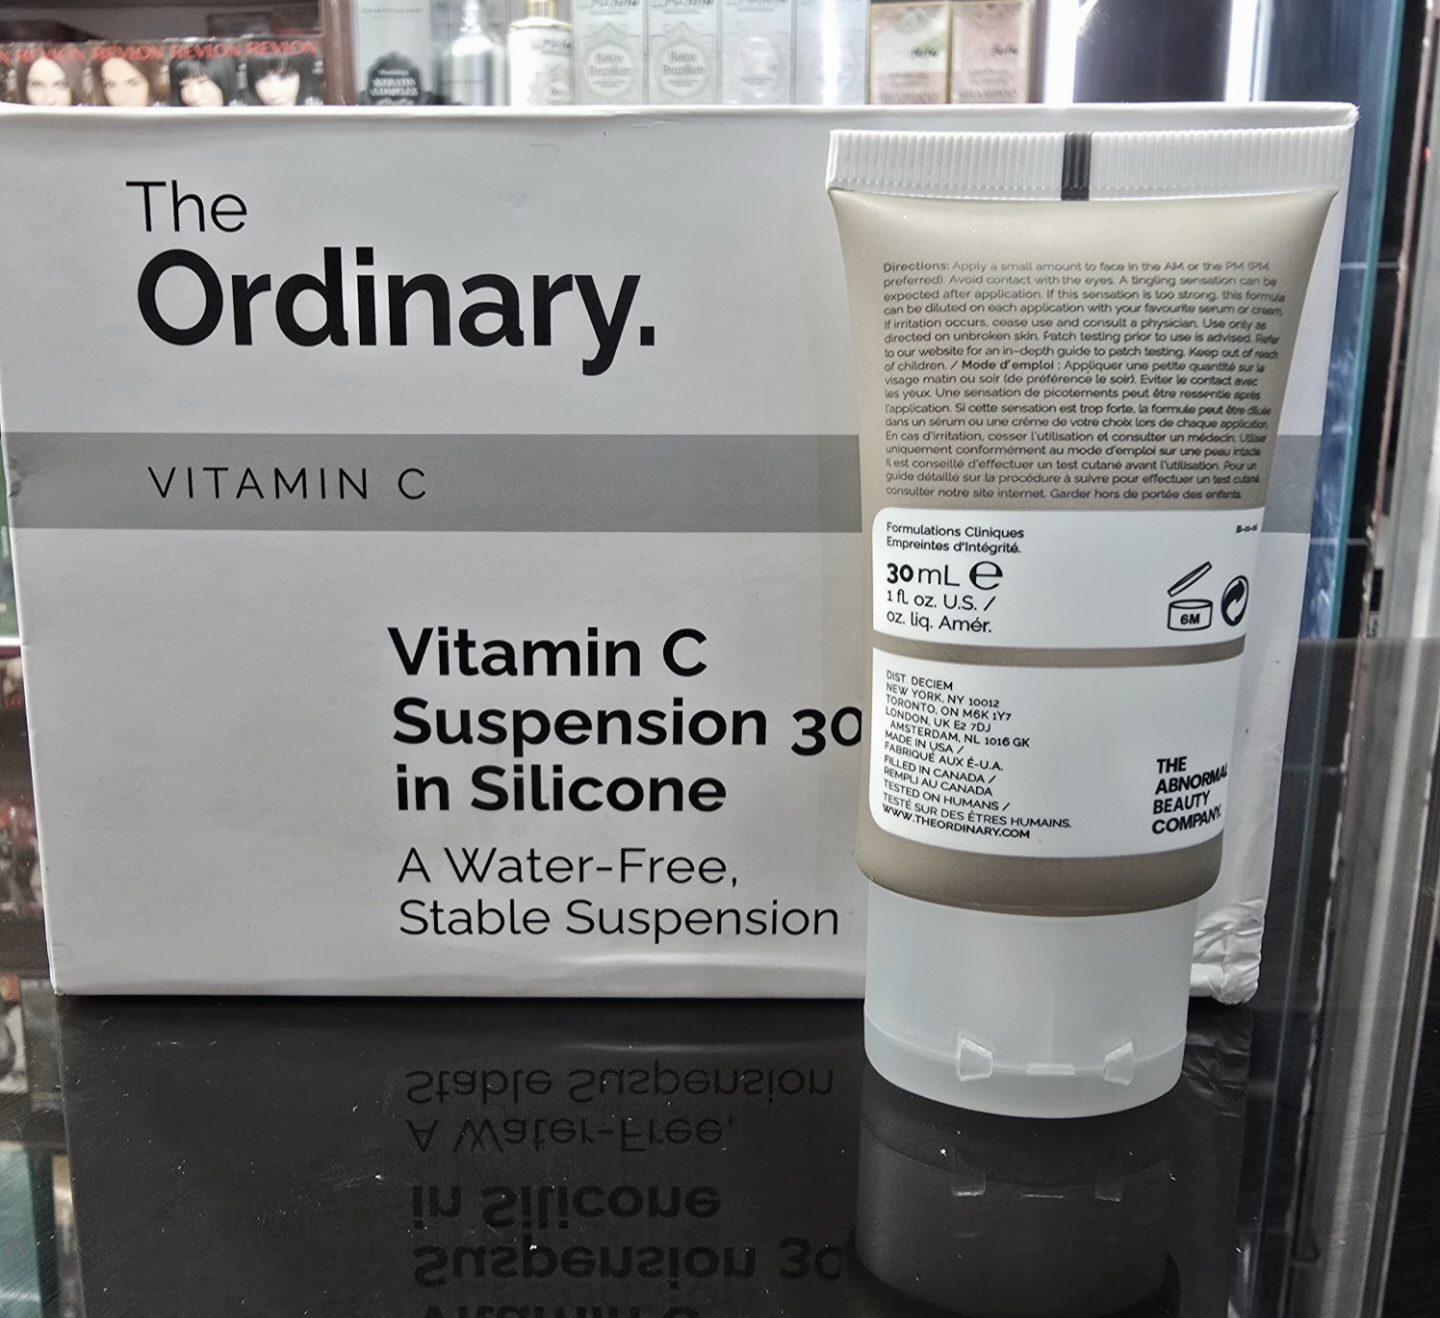 REVLON REVLON REVLON REVLON
The
Ordinary.
VITAMIN C
Vitamin C
Suspension 30
in Silicone
A Water-Free,
Stable Suspension
Directions: Apply a small amount to face in the AM or the PM (PM
preferred). Avoid contact with the eyes. A tingling sensation can be
expected after application. If this sensation is too strong, this formula
can be diluted on each application with your favourite serum or cream.
If irritation occurs, cease use and consult a physician. Use only as
directed on unbroken skin. Patch testing prior to use is advised. Refer
to our website for an in-depth guide to patch testing. Keep out of reach
of children. / Mode d'emploi : Appliquer une petite quantité sur le
visage matin ou soir (de préférence le soir). Eviter le contact avec
les yeux. Une sensation de picotements peut être ressentie après
l'application. Si cette sensation est trop forte, la formule peut être diluée
dans un sérum ou une crème de votre choix lors de chaque application.
En cas d'irritation, cesser l'utilisation et consulter un médecin. Utiliser
uniquement conformément au mode d'emploi sur une peau intacte.
Il est conseillé d'effectuer un test cutané avant l'utilisation. Pour un
guide détaillé sur la procédure à suivre pour effectuer un test cutané
consulter notre site internet. Garder hors de portée des enfants.
Formulations Cliniques
Empreintes d'Intégrité.
30 mL e
1 fl. oz. U.S. /
oz. liq. Amér.
6M
DIST. DECIEM
NEW YORK, NY 10012
TORONTO, ON M6K 1Y7
LONDON, UK E2 7DJ
AMSTERDAM, NL 1016 GK
MADE IN USA /
FABRIQUÉ AUX É-U.A.
FILLED IN CANADA /
REMPLI AU CANADA
TESTED ON HUMANS /
TESTÉ SUR DES ÊTRES HUMAINS.
WWW.THEORDINARY.COM
THE
ABNORMAL
BEAUTY
COMPANY.